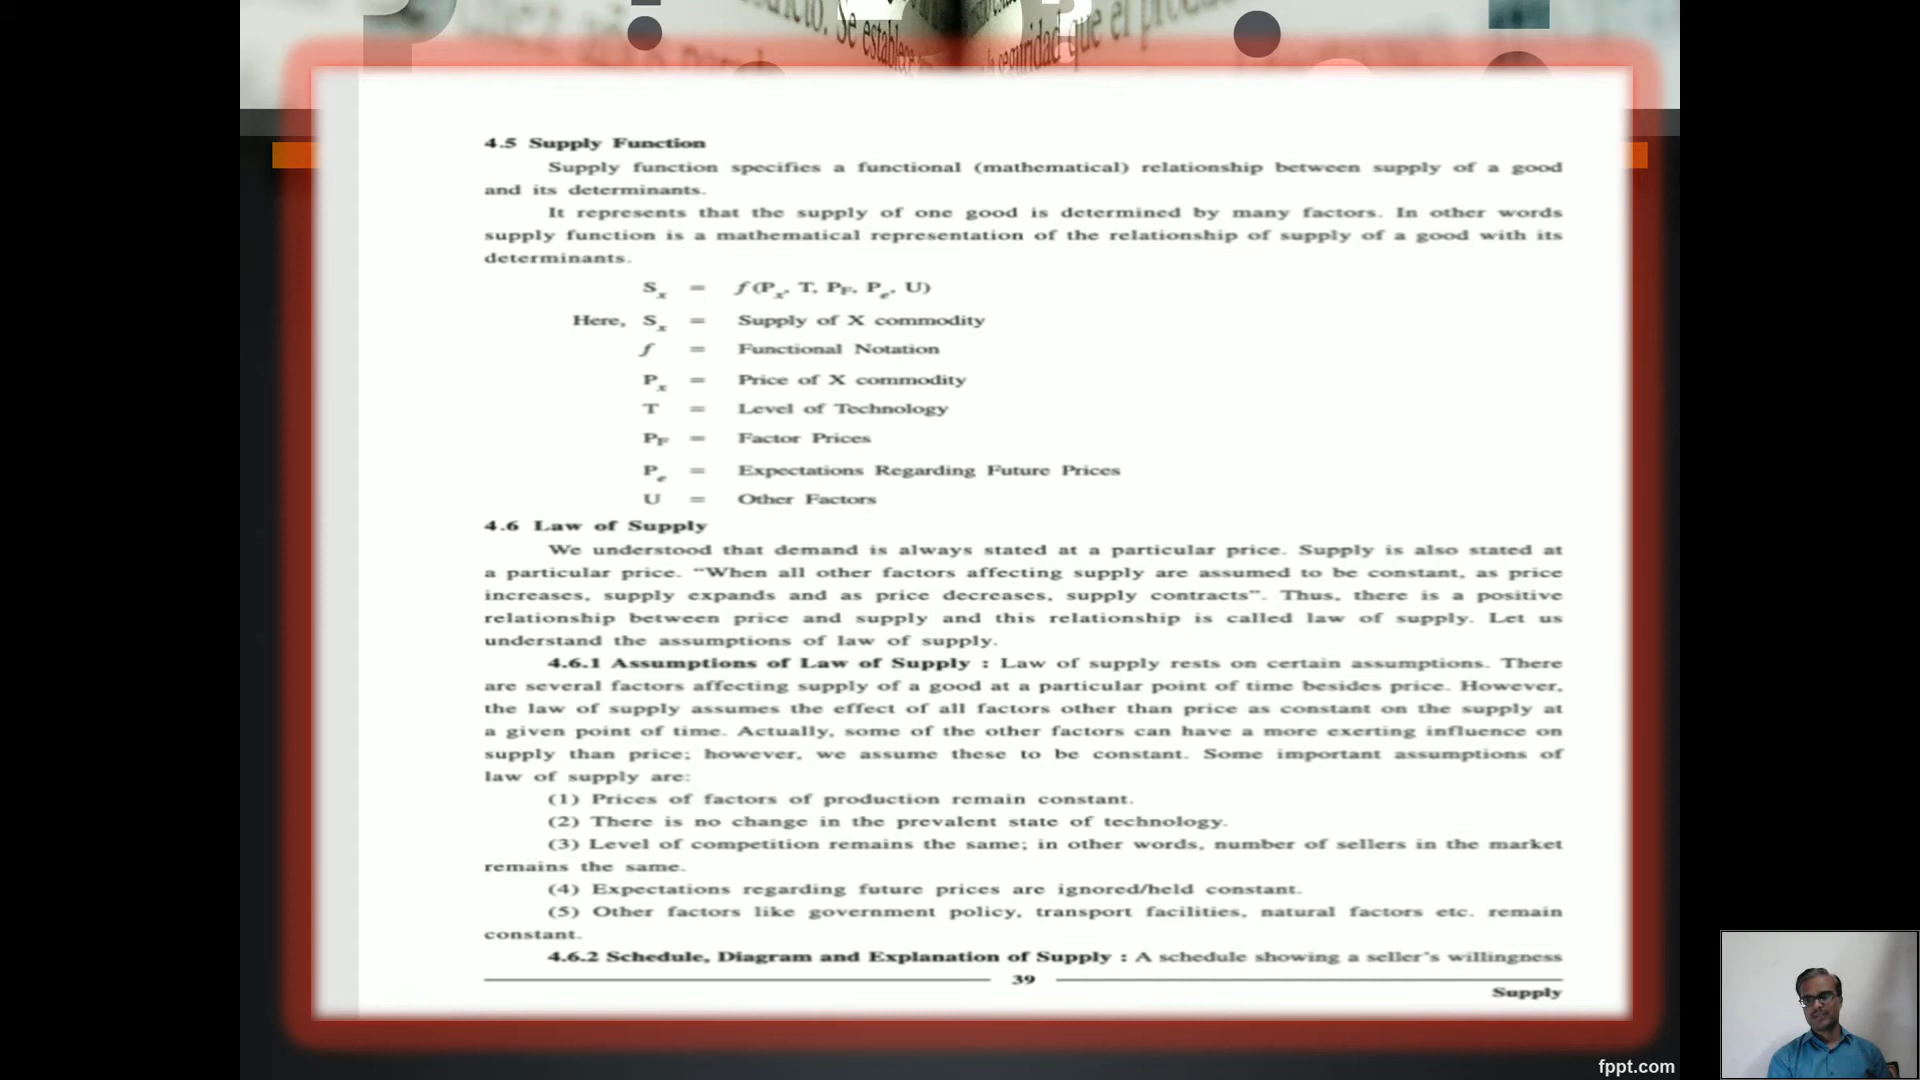 producto. Se establece
seguridad que el
4.5 Supply Function
Supply function specifies a functional (mathematical) relationship between supply of a good
and its determinants.
It represents that the supply of one good is determined by many factors. In other words
supply function is a mathematical representation of the relationship of supply of a good with its
determinants.
Sx = f(Px, T, PF, Pe, U)
Here, Sx = Supply of X commodity
f = Functional Notation
Px = Price of X commodity
T = Level of Technology
PF = Factor Prices
Pe = Expectations Regarding Future Prices
U = Other Factors
4.6 Law of Supply
We understood that demand is always stated at a particular price. Supply is also stated at
a particular price. "When all other factors affecting supply are assumed to be constant, as price
increases, supply expands and as price decreases, supply contracts". Thus, there is a positive
relationship between price and supply and this relationship is called law of supply. Let us
understand the assumptions of law of supply.
4.6.1 Assumptions of Law of Supply : Law of supply rests on certain assumptions. There
are several factors affecting supply of a good at a particular point of time besides price. However,
the law of supply assumes the effect of all factors other than price as constant on the supply at
a given point of time. Actually, some of the other factors can have a more exerting influence on
supply than price; however, we assume these to be constant. Some important assumptions of
law of supply are:
(1) Prices of factors of production remain constant.
(2) There is no change in the prevalent state of technology.
(3) Level of competition remains the same; in other words, number of sellers in the market
remains the same.
(4) Expectations regarding future prices are ignored/held constant.
(5) Other factors like government policy, transport facilities, natural factors etc. remain
constant.
4.6.2 Schedule, Diagram and Explanation of Supply : A schedule showing a seller's willingness
39
Supply
fppt.com